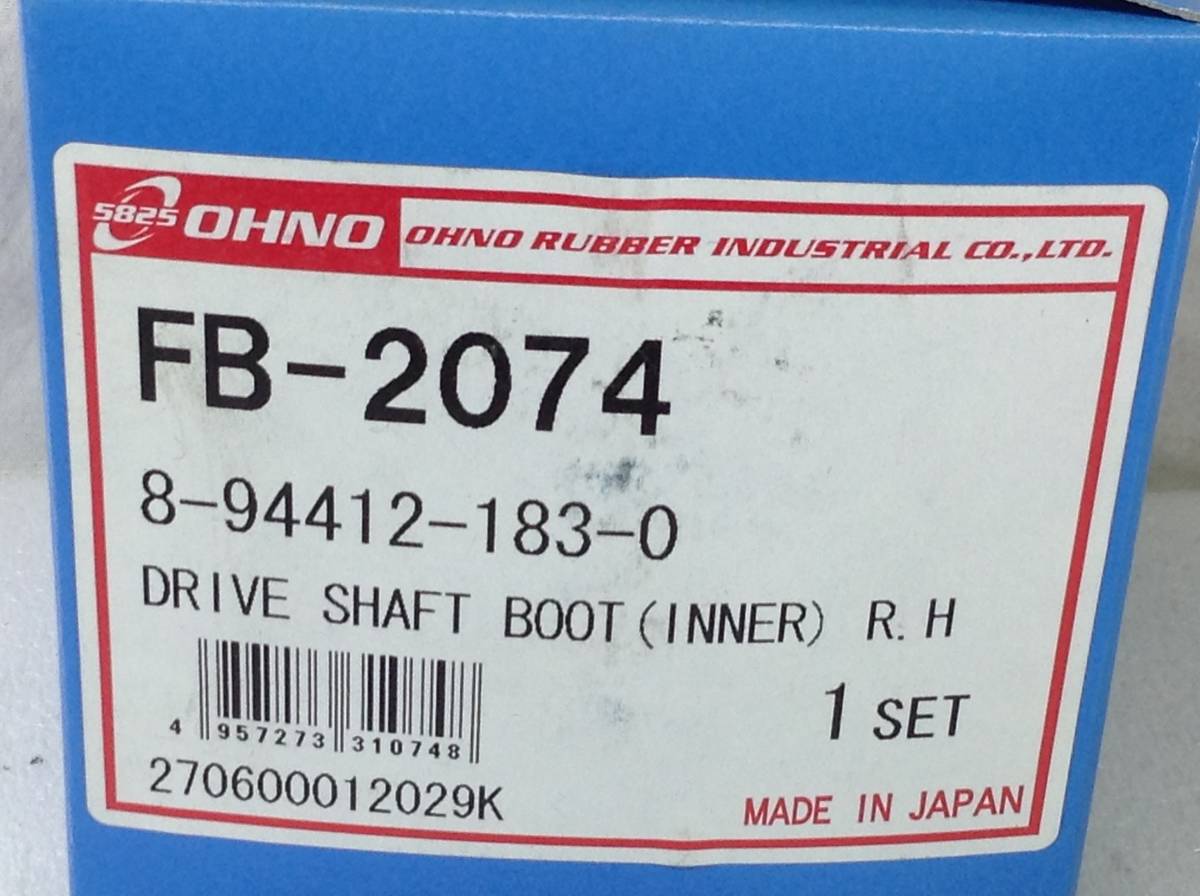 5825 OHNO OHNO RUBBER INDUSTRIAL CO.,LTD.
FB-2074
8-94412-183-0
DRIVE SHAFT BOOT(INNER) R.H
1 SET
4 957273 310748
270600012029K
MADE IN JAPAN